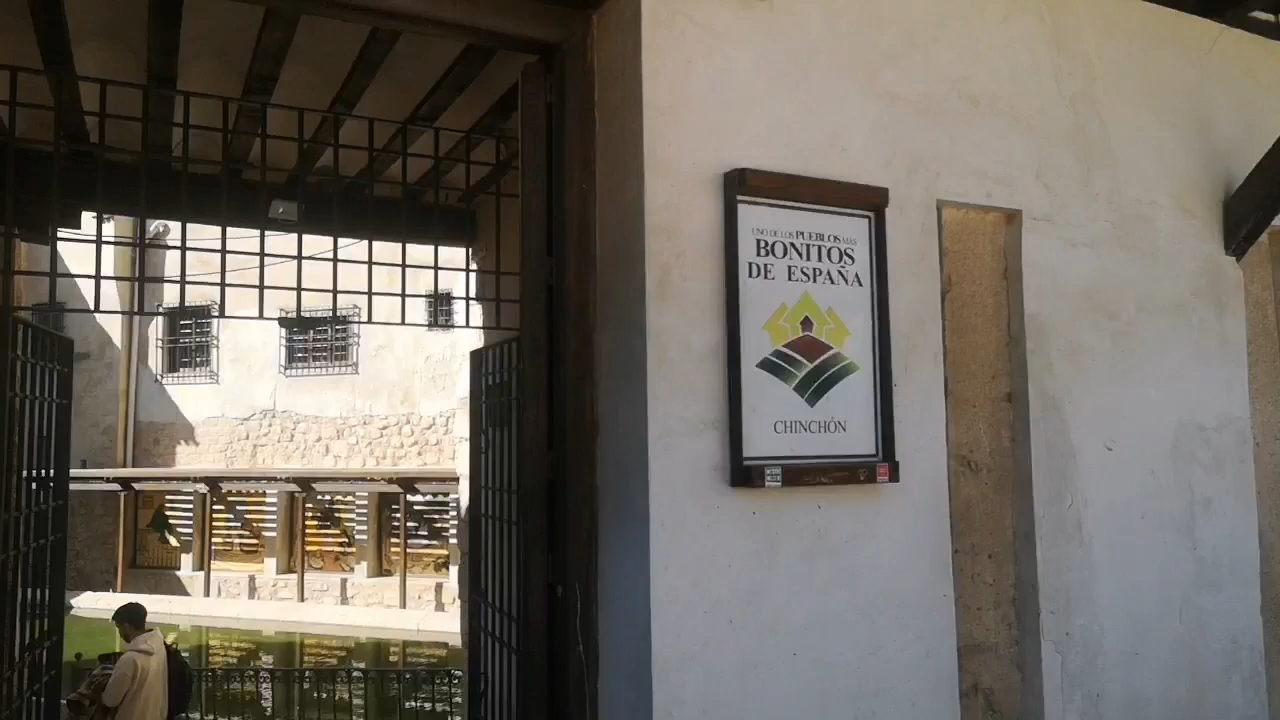 UNO DE LOS PUEBLOS MÁS
BONITOS
DE ESPAÑA
CHINCHÓN